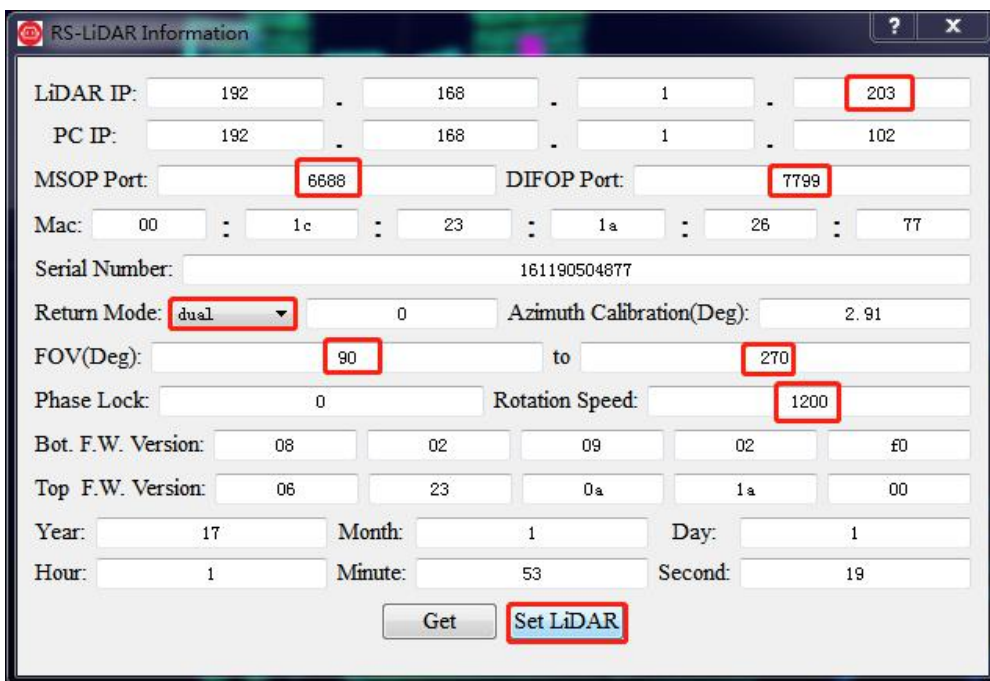 RS-LiDAR Information ? x
LiDAR IP: 192 . 168 . 1 . 203
PC IP: 192 . 168 . 1 . 102
MSOP Port: 6688 DIFOP Port: 7799
Mac: 00 : 1c : 23 : 1a : 26 : 77
Serial Number: 161190504877
Return Mode: dual 0 Azimuth Calibration(Deg): 2.91
FOV(Deg): 90 to 270
Phase Lock: 0 Rotation Speed: 1200
Bot. F.W. Version: 08 02 09 02 f0
Top F.W. Version: 06 23 0a 1a 00
Year: 17 Month: 1 Day: 1
Hour: 1 Minute: 53 Second: 19
Get Set LiDAR